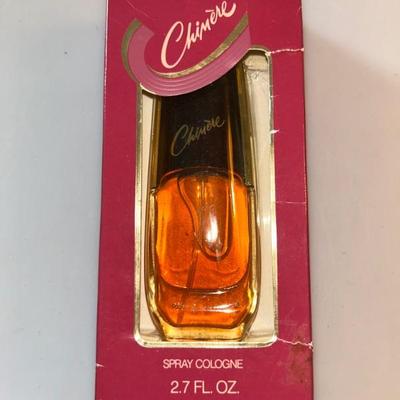 Chimère
Chimère
SPRAY COLOGNE
2.7 FL. OZ.